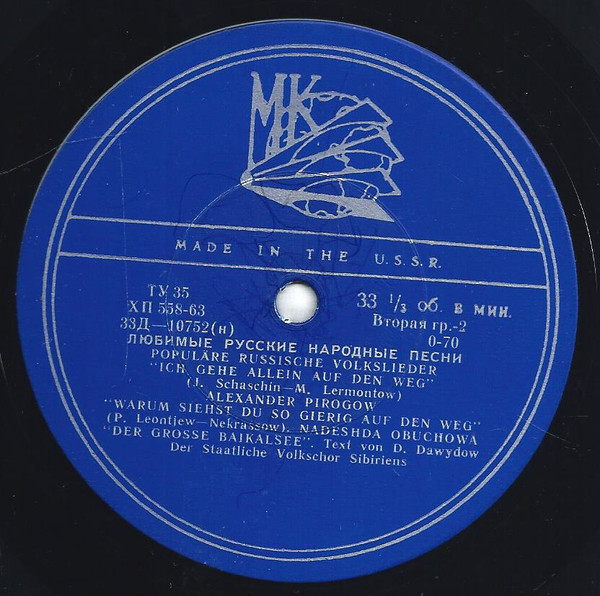 МК
MADE IN THE U.S.S.R.
ТУ 35
ХП 558-63
33Д—10752(н)
33 1/3 об. в мин.
Вторая гр.-2
0-70
ЛЮБИМЫЕ РУССКИЕ НАРОДНЫЕ ПЕСНИ
POPULÄRE RUSSISCHE VOLKSLIEDER
"ICH GEHE ALLEIN AUF DEN WEG"
(J. Schaschin—M. Lermontow)
ALEXANDER PIROGOW
"WARUM SIEHST DU SO GIERIG AUF DEN WEG"
(P. Leontjew—Nekrassow). NADESHDA OBUCHOWA
"DER GROSSE BAIKALSEE". Text von D. Dawydow
Der Staatliche Volkschor Sibiriens